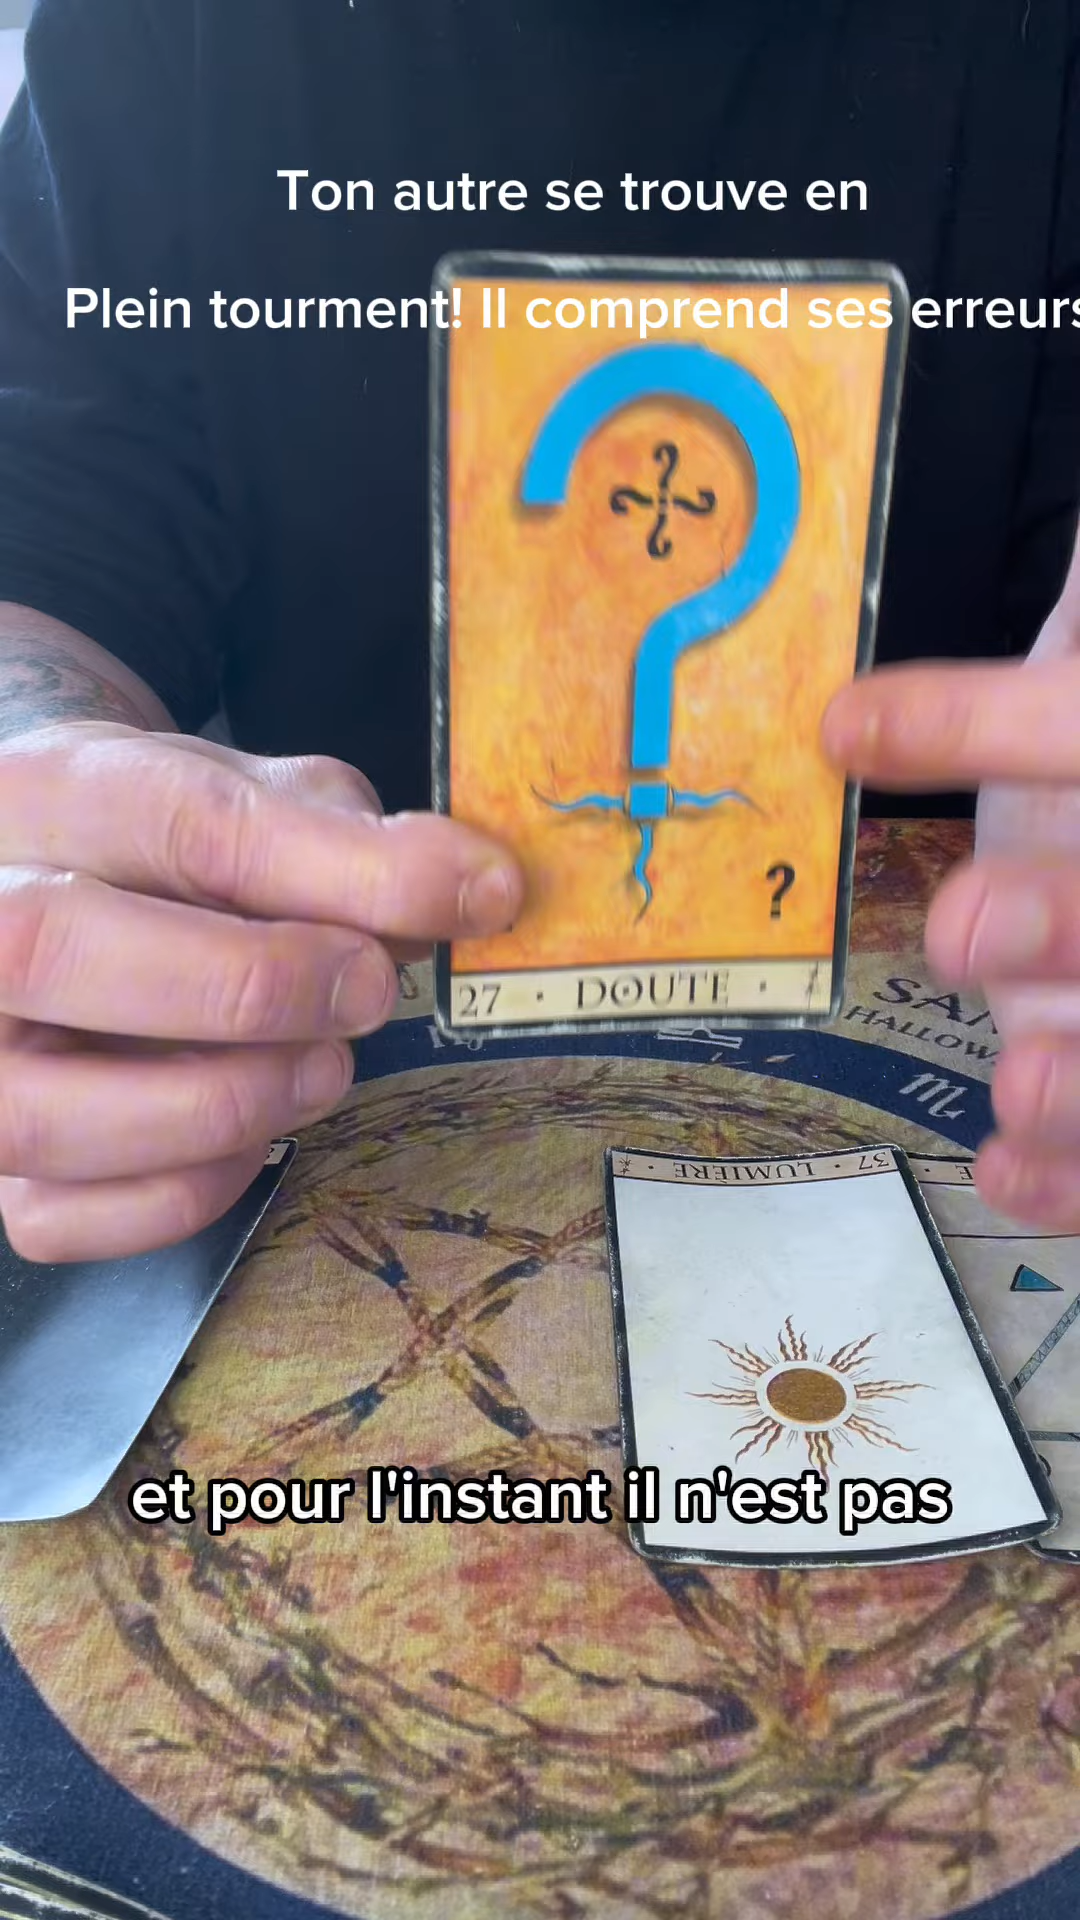 Ton autre se trouve en
Plein tourment! Il comprend ses erreurs
?
27 · DOUTE ·
HALLOW
37 · LUMIÈRE ·
et pour l'instant il n'est pas